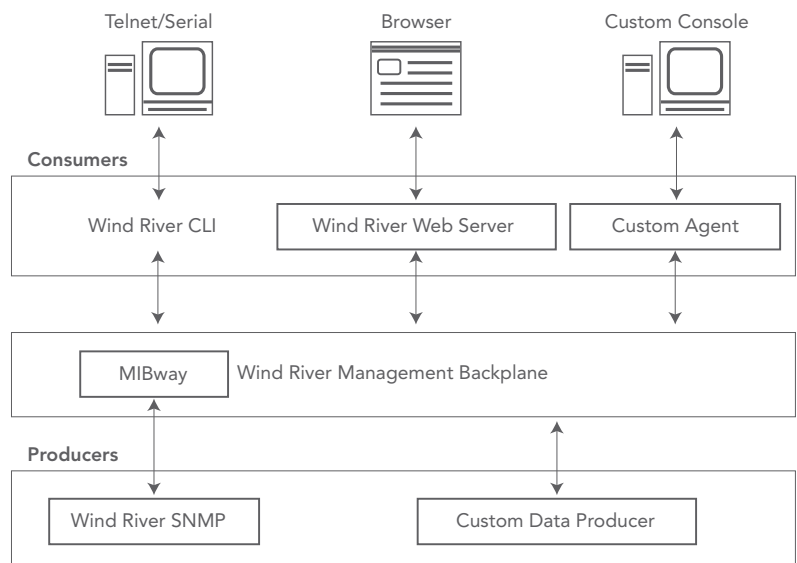 Telnet/Serial
Browser
Custom Console
Consumers
Wind River CLI
Wind River Web Server
Custom Agent
MIBway
Wind River Management Backplane
Producers
Wind River SNMP
Custom Data Producer